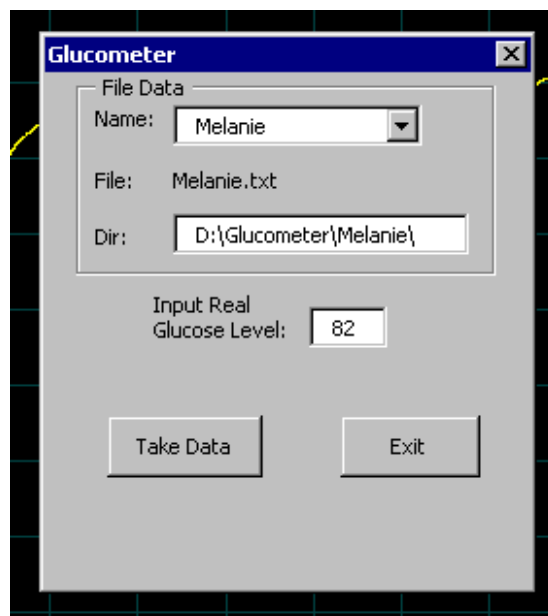 Glucometer
File Data
Name: Melanie
File: Melanie.txt
Dir: D:\Glucometer\Melanie\
Input Real
Glucose Level: 82
Take Data Exit